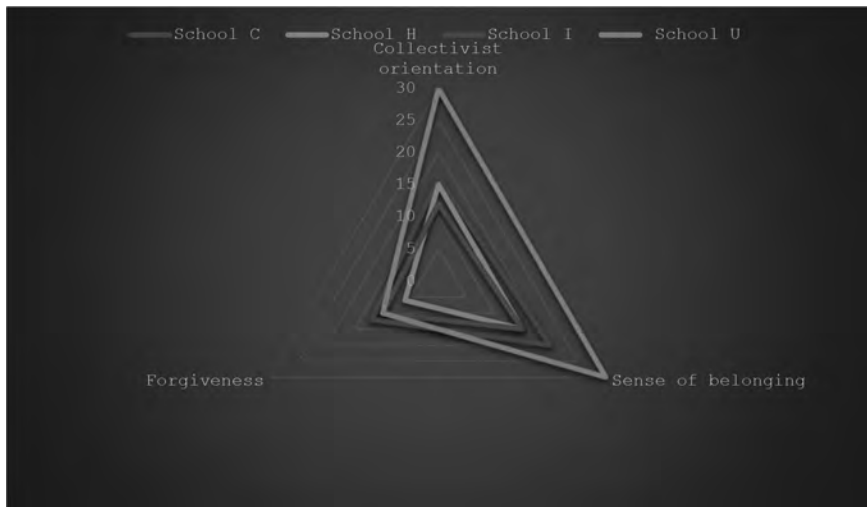 School C School H School I School U
Collectivist
orientation
30
25
20
15
10
5
0
Forgiveness Sense of belonging